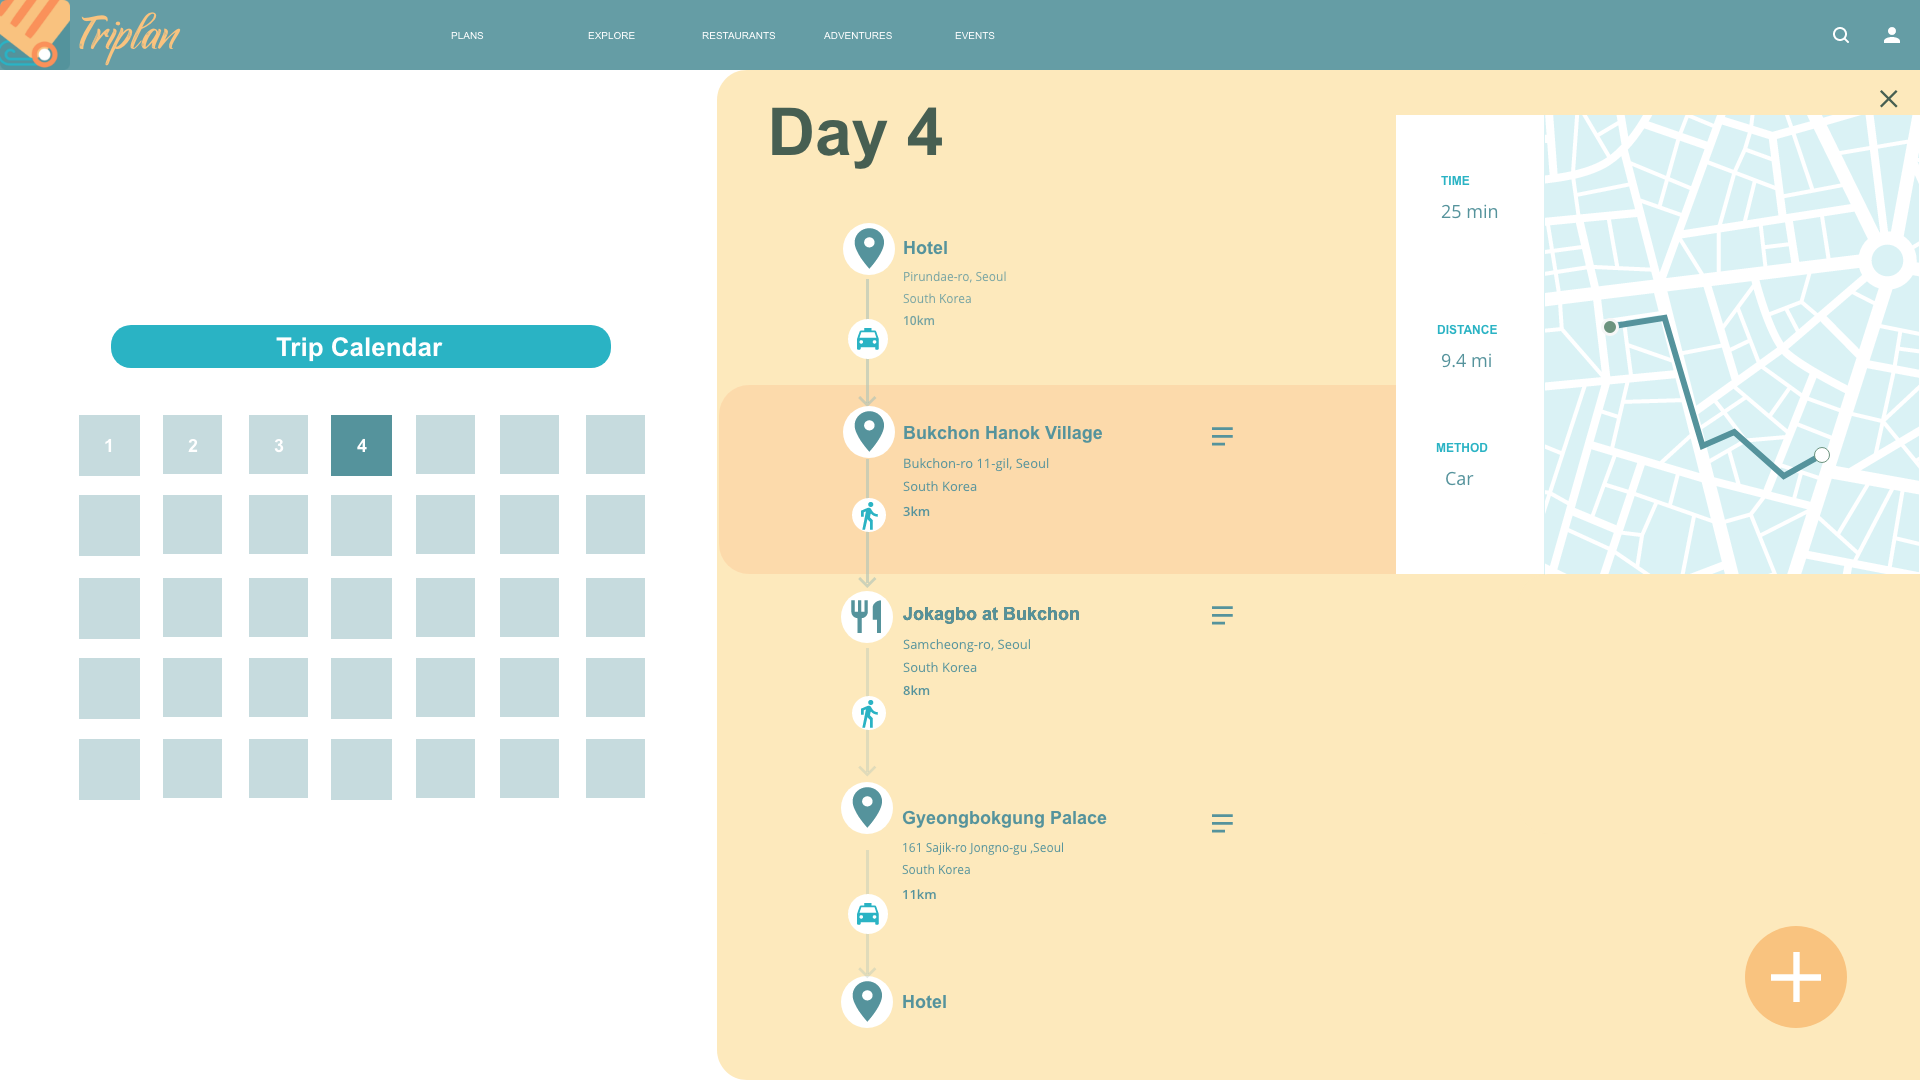 Triplan
PLANS
EXPLORE
RESTAURANTS
ADVENTURES
EVENTS
Trip Calendar
1 2 3 4
Day 4
Hotel
Pirundae-ro, Seoul
South Korea
10km
Bukchon Hanok Village
Bukchon-ro 11-gil, Seoul
South Korea
3km
Jokagbo at Bukchon
Samcheong-ro, Seoul
South Korea
8km
Gyeongbokgung Palace
161 Sajik-ro Jongno-gu ,Seoul
South Korea
11km
Hotel
TIME
25 min
DISTANCE
9.4 mi
METHOD
Car